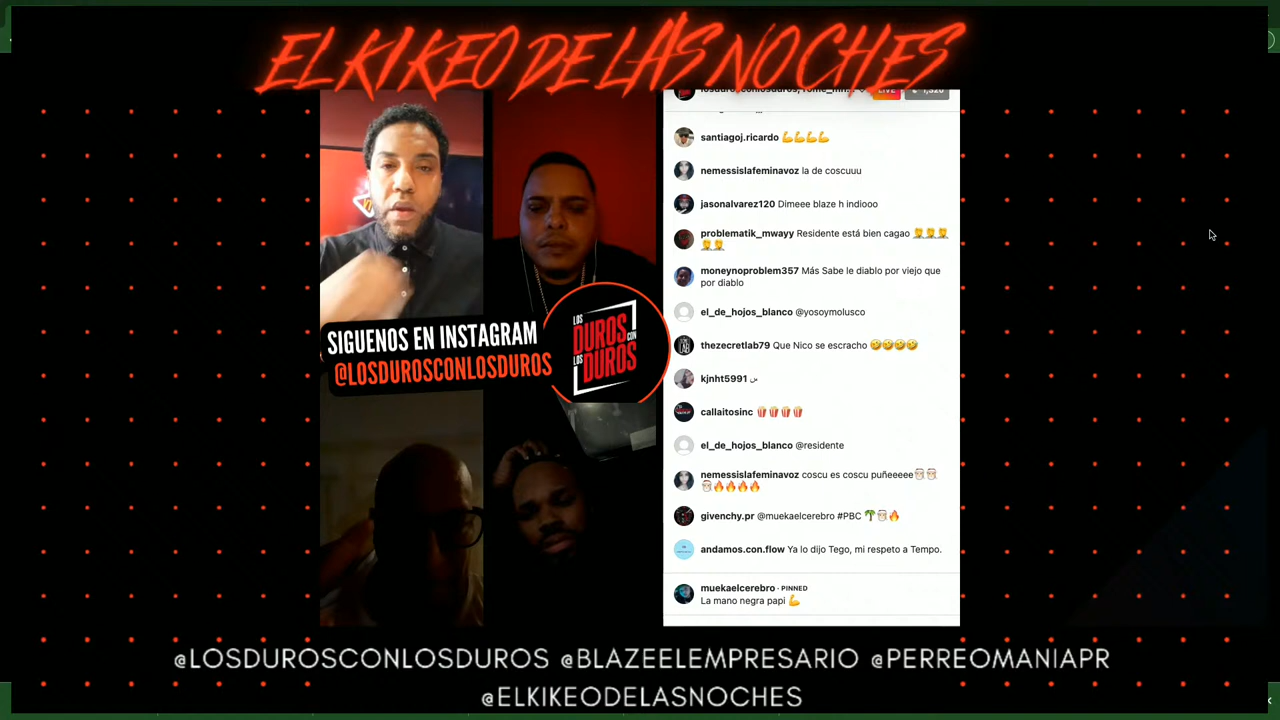 EL KIKEO DE LAS NOCHES
LIVE
santiagoj.ricardo 💪💪💪💪
nemessislafeminavoz la de coscuuu
jasonalvarez120 Dimeee blaze h indiooo
problematik_mwayy Residente está bien cagao 🤦🤦🤦
🤦🤦
moneynoproblem357 Más Sabe le diablo por viejo que
por diablo
el_de_hojos_blanco @yosoymolusco
thezecretlab79 Que Nico se escracho 🤣🤣🤣🤣
kjnht5991
callaitosinc 🍿🍿🍿🍿
el_de_hojos_blanco @residente
nemessislafeminavoz coscu es coscu puñeeeee🎅🎅
🎅🔥🔥🔥🔥
givenchy.pr @muekaelcerebro #PBC 🌴🎅🔥
andamos.con.flow Ya lo dijo Tego, mi respeto a Tempo.
muekaelcerebro · PINNED
La mano negra papi 💪
SIGUENOS EN INSTAGRAM
@LOSDUROSCONLOSDUROS
LOS
DUROS
CON
LOS
DUROS
@LOSDUROSCONLOSDUROS @BLAZEELEMPRESARIO @PERREOMANIAPR
@ELKIKEODELASNOCHES